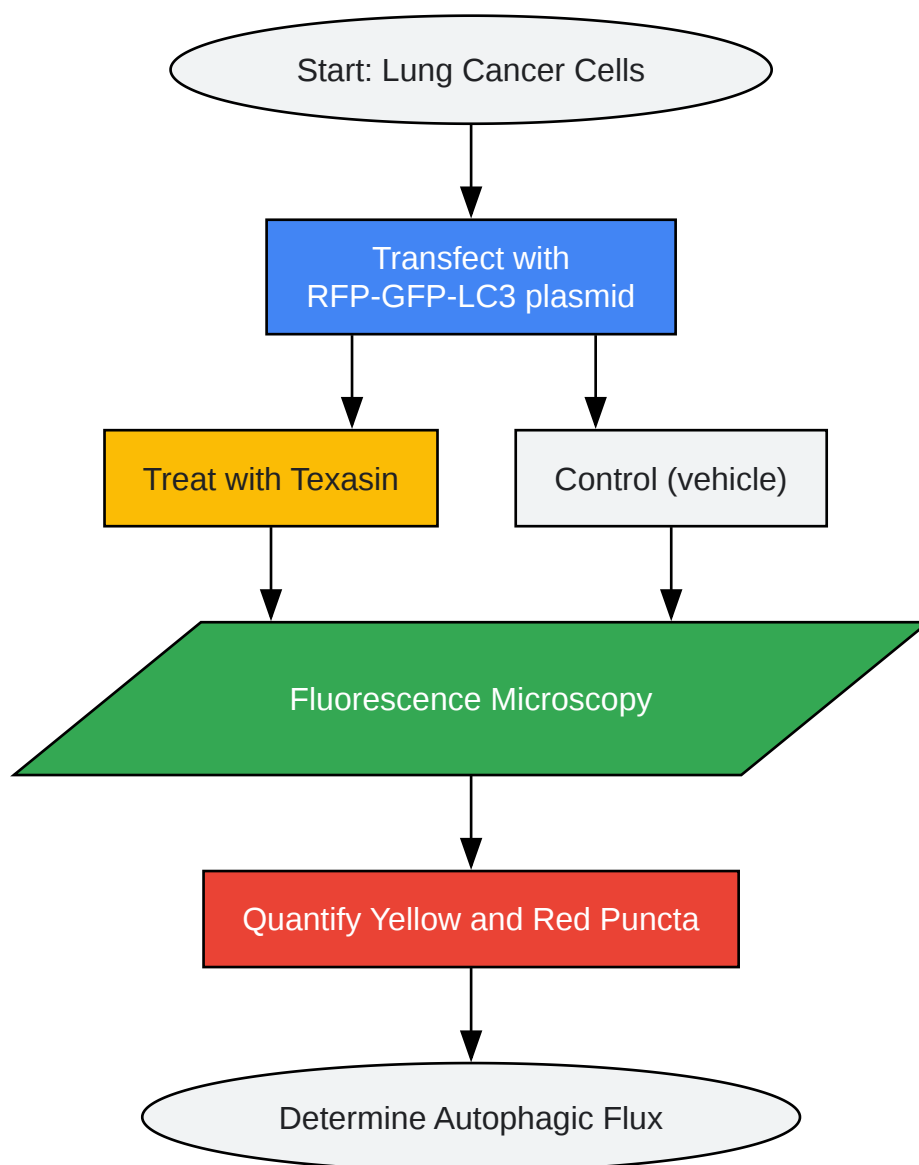 Start: Lung Cancer Cells
Transfect with
RFP-GFP-LC3 plasmid
Treat with Texasin
Control (vehicle)
Fluorescence Microscopy
Quantify Yellow and Red Puncta
Determine Autophagic Flux